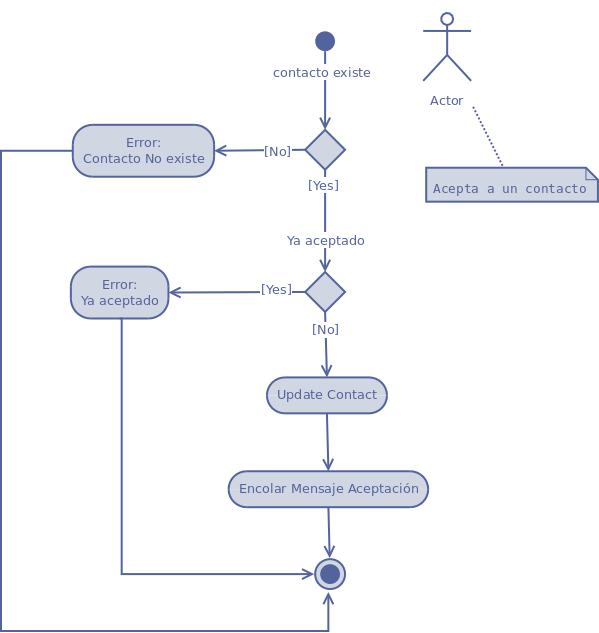 contacto existe
Actor
Error:
Contacto No existe
[No]
[Yes]
Acepta a un contacto
Ya aceptado
Error:
Ya aceptado
[Yes]
[No]
Update Contact
Encolar Mensaje Aceptación